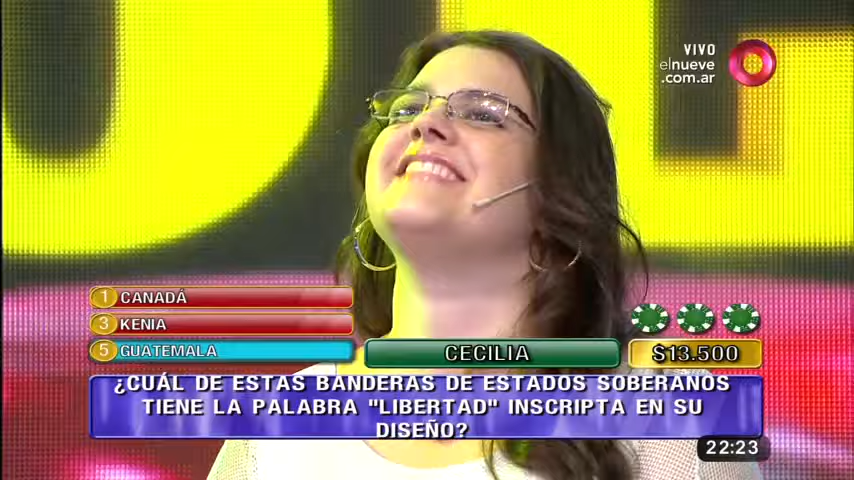 VIVO
elnueve
.com.ar
1 CANADÁ
3 KENIA
5 GUATEMALA
CECILIA
$13.500
¿CUÁL DE ESTAS BANDERAS DE ESTADOS SOBERANOS
TIENE LA PALABRA "LIBERTAD" INSCRIPTA EN SU
DISEÑO?
22:23